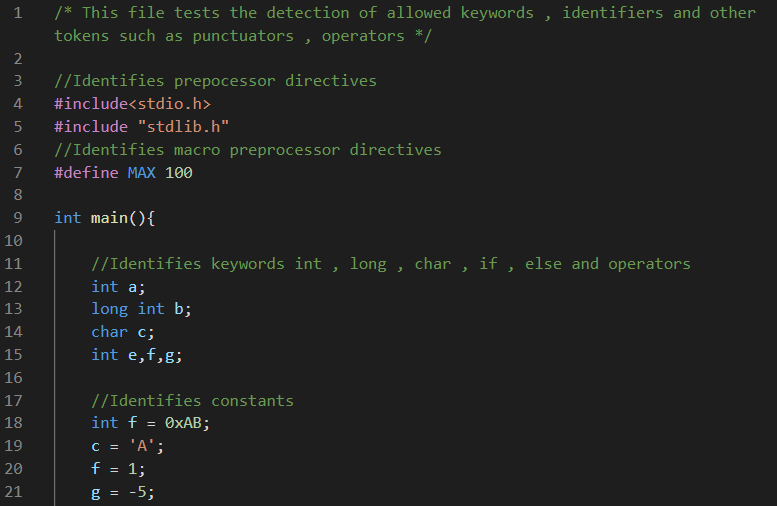 1 /* This file tests the detection of allowed keywords , identifiers and other
tokens such as punctuators , operators */
2
3 //Identifies prepocessor directives
4 #include<stdio.h>
5 #include "stdlib.h"
6 //Identifies macro preprocessor directives
7 #define MAX 100
8
9 int main(){
10
11 //Identifies keywords int , long , char , if , else and operators
12 int a;
13 long int b;
14 char c;
15 int e,f,g;
16
17 //Identifies constants
18 int f = 0xAB;
19 c = 'A';
20 f = 1;
21 g = -5;